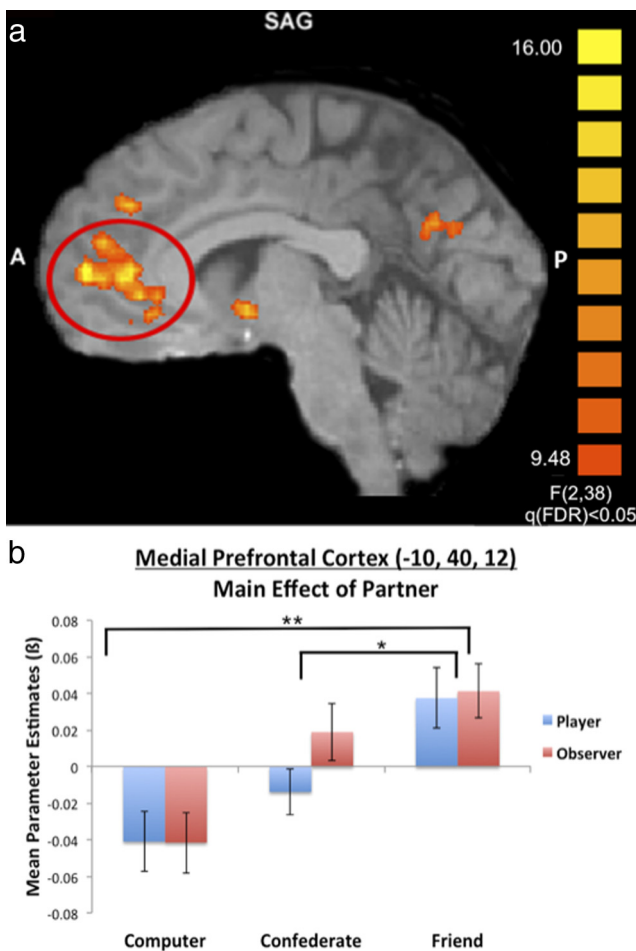 a
SAG
16.00
A
P
9.48
F(2,38)
q(FDR)<0.05
b
Medial Prefrontal Cortex (-10, 40, 12)
Main Effect of Partner
Mean Parameter Estimates (ß)
0.08
0.06
0.04
0.02
0
-0.02
-0.04
-0.06
-0.08
**
*
Player
Observer
Computer Confederate Friend